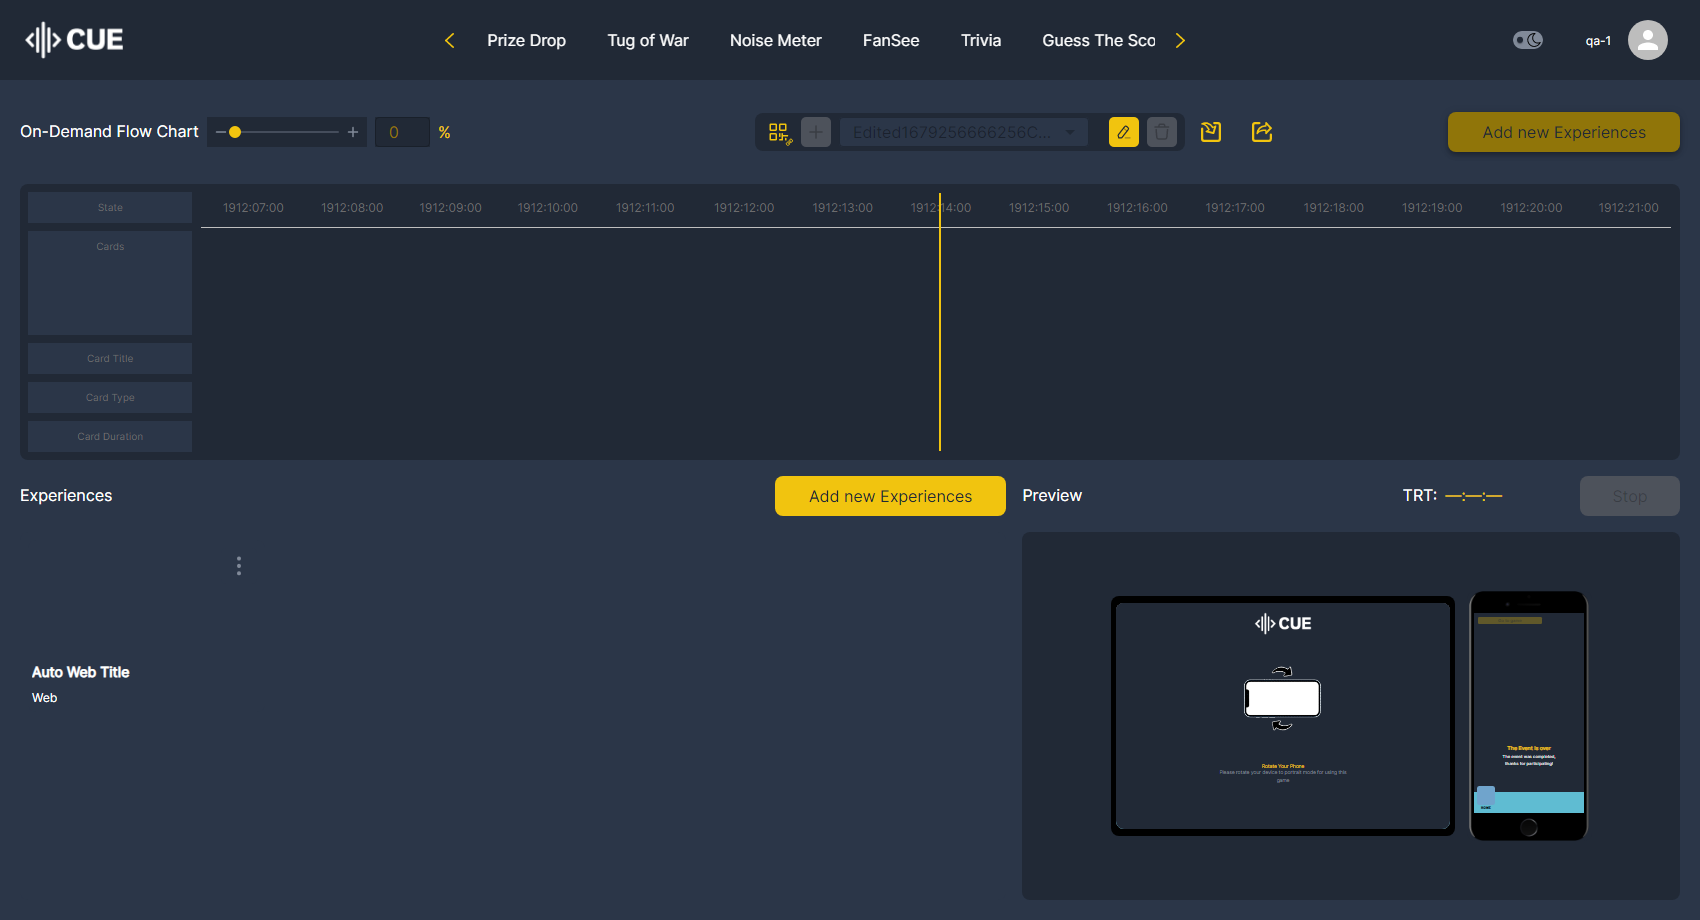 CUE
Prize Drop Tug of War Noise Meter FanSee Trivia Guess The Sco
qa-1
On-Demand Flow Chart 0 % Edited1679256666256C... Add new Experiences
State 1912:07:00 1912:08:00 1912:09:00 1912:10:00 1912:11:00 1912:12:00 1912:13:00 1912:14:00 1912:15:00 1912:16:00 1912:17:00 1912:18:00 1912:19:00 1912:20:00 1912:21:00
Cards
Card Title
Card Type
Card Duration
Experiences Add new Experiences Preview TRT: —:—:— Stop
Auto Web Title
Web
CUE
Rotate Your Phone
Please rotate your device to portrait mode for using this
game
The Event is over
The event was completed,
thanks for participating!
HOME